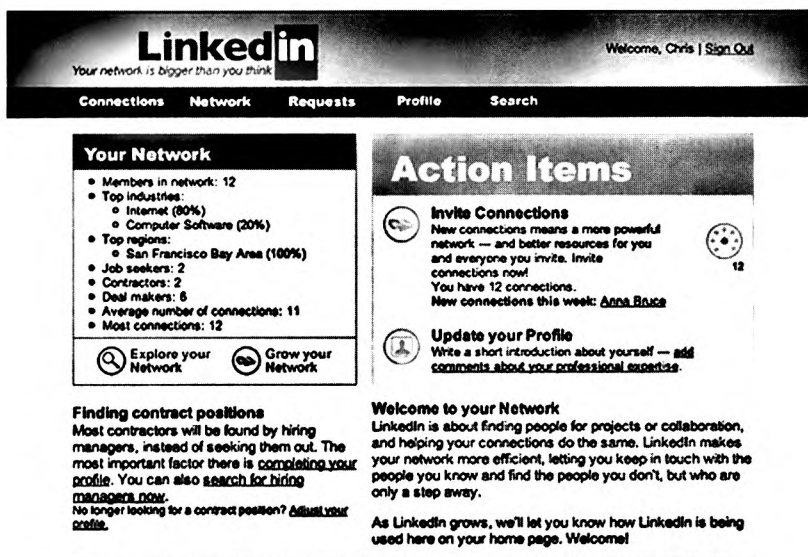 Linkedin
Your network is bigger than you think
Welcome, Chris | Sign Out
Connections Network Requests Profile Search
Your Network
Members in network: 12
Top industries:
Internet (80%)
Computer Software (20%)
Top regions:
San Francisco Bay Area (100%)
Job seekers: 2
Contractors: 2
Deal makers: 6
Average number of connections: 11
Most connections: 12
Explore your
Network
Grow your
Network
Finding contract positions
Most contractors will be found by hiring
managers, instead of seeking them out. The
most important factor there is completing your
profile. You can also search for hiring
managers now.
No longer looking for a contract position? Adjust your
profile.
Action Items
Invite Connections
New connections means a more powerful
network — and better resources for you
and everyone you invite. Invite
connections now!
You have 12 connections.
New connections this week: Anna Bruce
12
Update your Profile
Write a short introduction about yourself — add
comments about your professional expertise.
Welcome to your Network
LinkedIn is about finding people for projects or collaboration,
and helping your connections do the same. LinkedIn makes
your network more efficient, letting you keep in touch with the
people you know and find the people you don't, but who are
only a step away.
As LinkedIn grows, we'll let you know how LinkedIn is being
used here on your home page. Welcome!